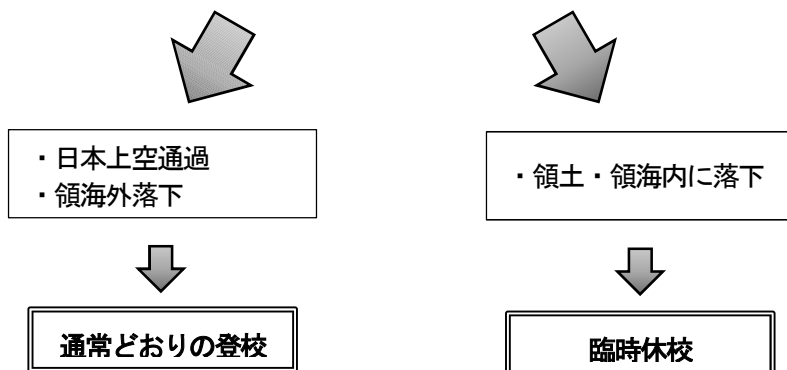 ・日本上空通過
・領海外落下
・領土・領海内に落下
通常どおりの登校
臨時休校